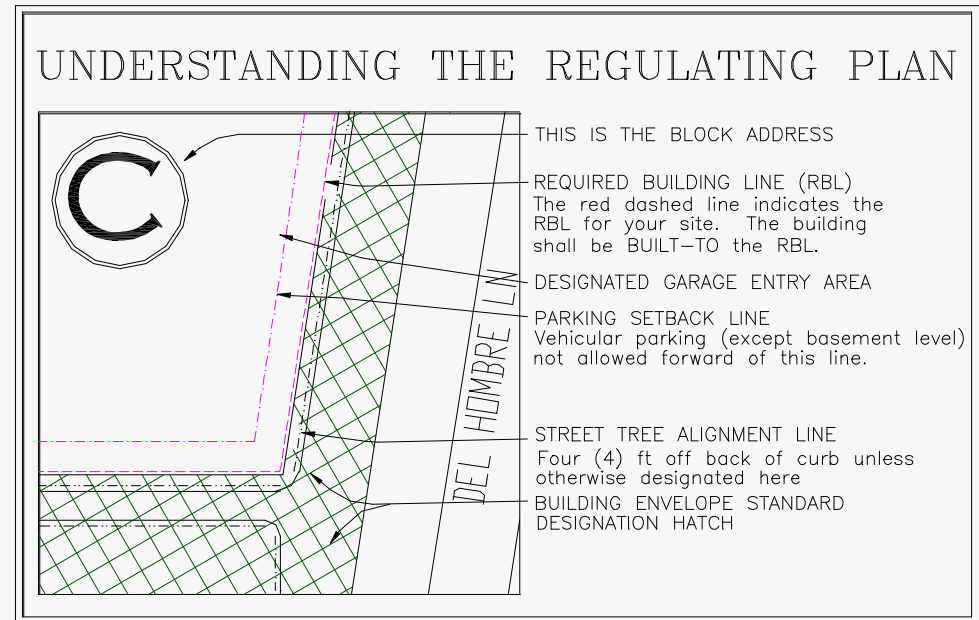 UNDERSTANDING THE REGULATING PLAN
C
THIS IS THE BLOCK ADDRESS
REQUIRED BUILDING LINE (RBL)
The red dashed line indicates the
RBL for your site. The building
shall be BUILT-TO the RBL.
DESIGNATED GARAGE ENTRY AREA
PARKING SETBACK LINE
Vehicular parking (except basement level)
not allowed forward of this line.
DEL HOMBRE LN
STREET TREE ALIGNMENT LINE
Four (4) ft off back of curb unless
otherwise designated here
BUILDING ENVELOPE STANDARD
DESIGNATION HATCH